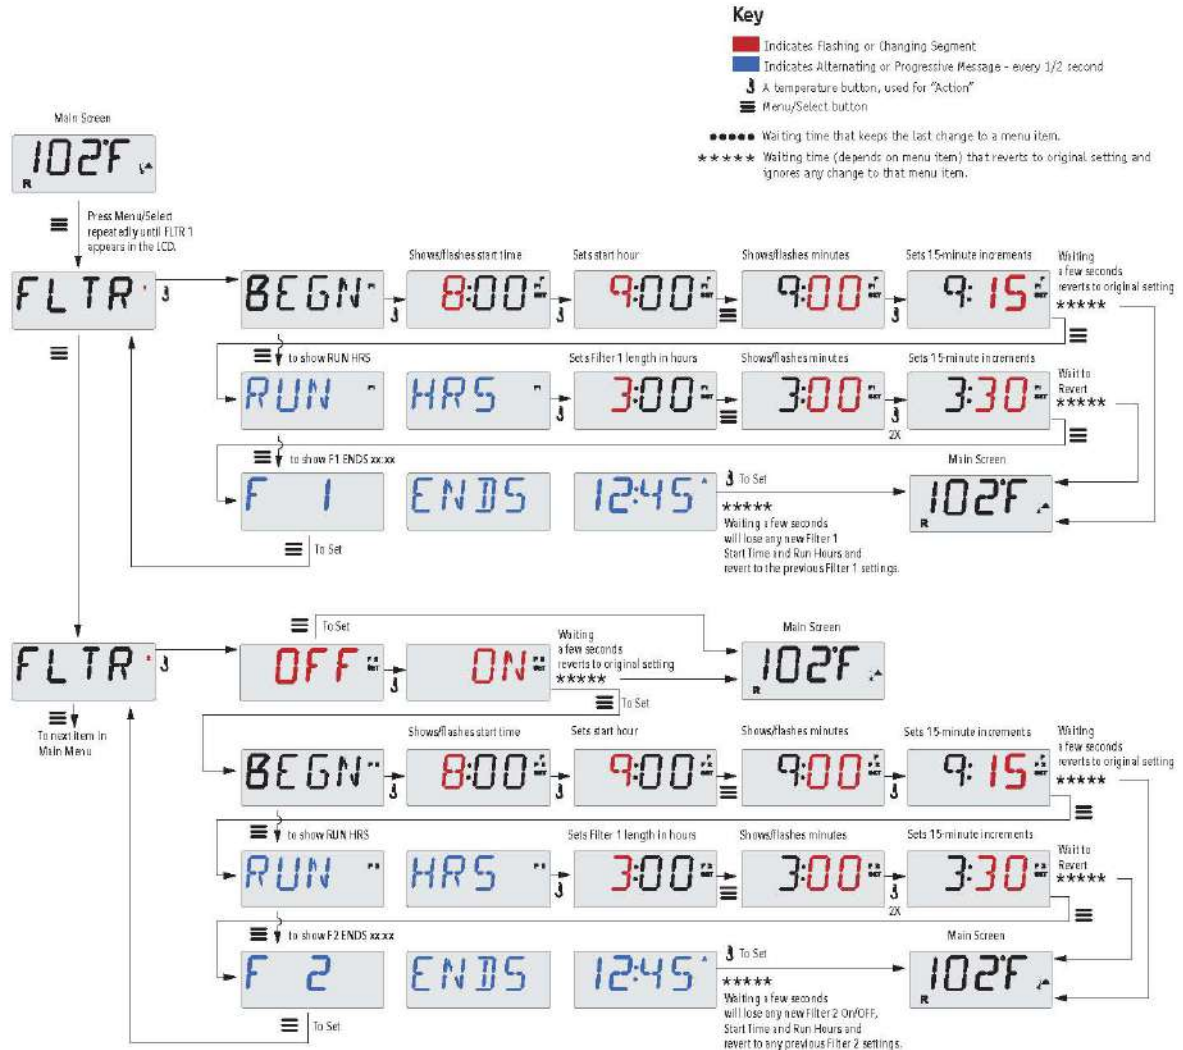 Key
Indicates Flashing or Changing Segment
Indicates Alternating or Progressive Message - every 1/2 second
A temperature button, used for "Action"
Menu/Select button
Waiting time that keeps the last change to a menu item.
***** Waiting time (depends on menu item) that reverts to original setting and
ignores any change to that menu item.
Main Screen
102°F
R
Press Menu/Select
repeatedly until FLTR 1
appears in the LCD.
Shows/flashes start time
Sets start hour
Shows/flashes minutes
Sets 15-minute increments
Waiting
a few seconds
reverts to original setting
*****
FLTR
BEGN
8:00
9:00
9:00
9:15
to show RUN HRS
Sets Filter 1 length in hours
Shows/flashes minutes
Sets 15-minute increments
Wait to
Revert
*****
RUN
HRS
3:00
3:00
3:30
2X
to show F1 ENDS xx:xx
Main Screen
F 1
ENDS
12:45
To Set
102°F
R
*****
Waiting a few seconds
will lose any new Filter 1
Start Time and Run Hours and
revert to the previous Filter 1 settings.
To Set
To Set
Waiting
a few seconds
reverts to original setting
*****
Main Screen
FLTR
OFF
ON
102°F
R
To Set
To next item in
Main Menu
Shows/flashes start time
Sets start hour
Shows/flashes minutes
Sets 15-minute increments
Waiting
a few seconds
reverts to original setting
*****
BEGN
8:00
9:00
9:00
9:15
to show RUN HRS
Sets Filter 1 length in hours
Shows/flashes minutes
Sets 15-minute increments
Wait to
Revert
*****
RUN
HRS
3:00
3:00
3:30
2X
to show F2 ENDS xx:xx
Main Screen
F 2
ENDS
12:45
To Set
102°F
R
*****
Waiting a few seconds
will lose any new Filter 2 On/OFF,
Start Time and Run Hours and
revert to any previous Filter 2 settings.
To Set